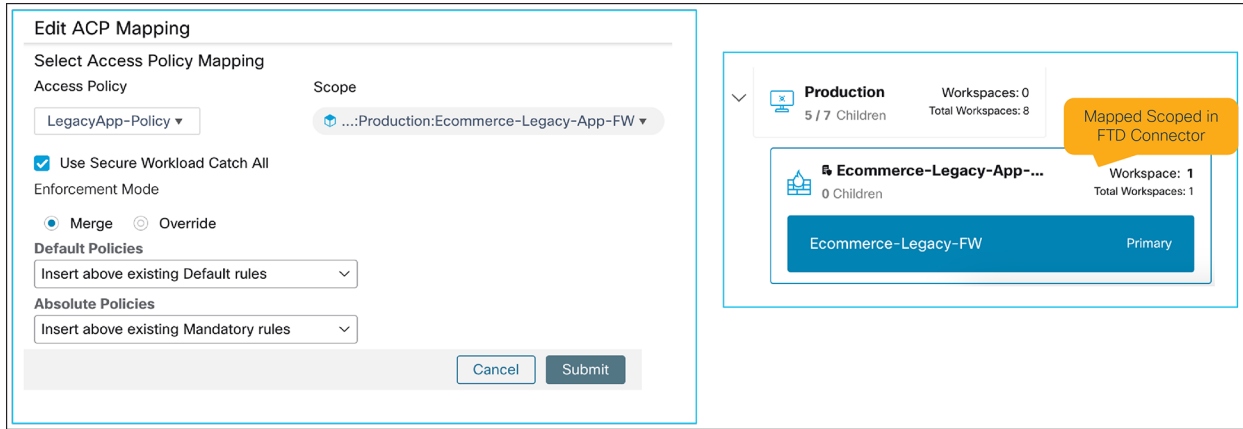 Edit ACP Mapping
Select Access Policy Mapping
Access Policy
Scope
LegacyApp-Policy
...:Production:Ecommerce-Legacy-App-FW
Use Secure Workload Catch All
Enforcement Mode
Merge
Override
Default Policies
Insert above existing Default rules
Absolute Policies
Insert above existing Mandatory rules
Cancel
Submit
Production
Workspaces: 0
5 / 7 Children
Total Workspaces: 8
Mapped Scoped in
FTD Connector
Ecommerce-Legacy-App-...
Workspace: 1
0 Children
Total Workspaces: 1
Ecommerce-Legacy-FW
Primary